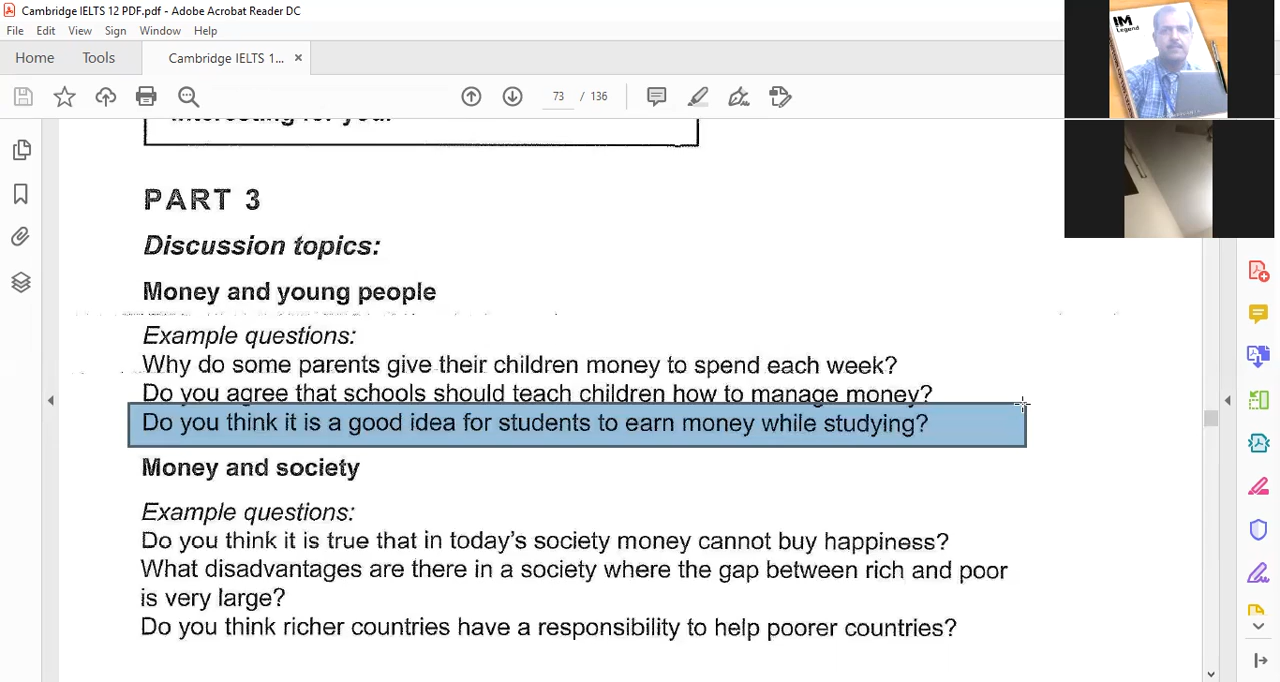 Cambridge IELTS 12 PDF.pdf - Adobe Acrobat Reader DC
File Edit View Sign Window Help
Home Tools Cambridge IELTS 1... ×
73 / 136
IM
Legend
interesting for you.
PART 3
Discussion topics:
Money and young people
Example questions:
Why do some parents give their children money to spend each week?
Do you agree that schools should teach children how to manage money?
Do you think it is a good idea for students to earn money while studying?
Money and society
Example questions:
Do you think it is true that in today's society money cannot buy happiness?
What disadvantages are there in a society where the gap between rich and poor
is very large?
Do you think richer countries have a responsibility to help poorer countries?